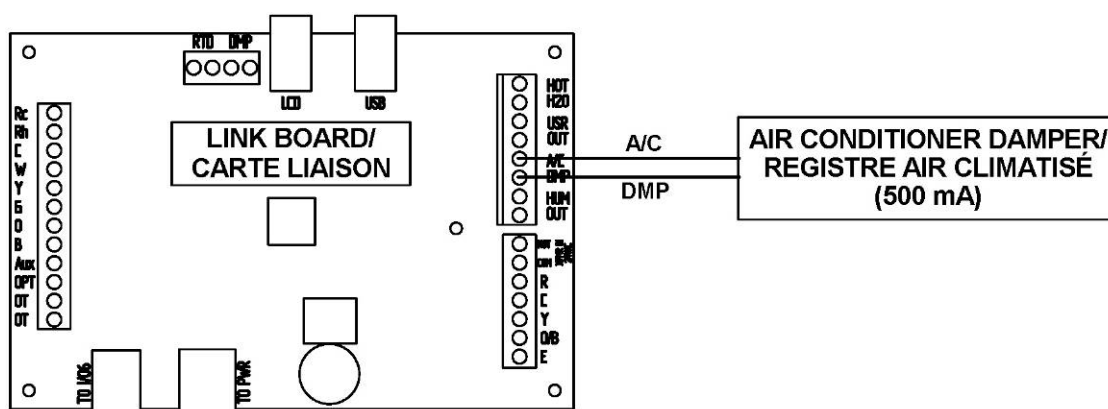 RTD DMP
LCD USB
LINK BOARD/
CARTE LIAISON
Rc
Rh
C
W
Y
G
O
B
Aux
OPT
OT
OT
TO I/O6
TO PWR
HOT
H2O
USR
OUT
A/C
DMP
HUM
OUT
R
C
Y
O/B
E
A/C
DMP
AIR CONDITIONER DAMPER/
REGISTRE AIR CLIMATISÉ
(500 mA)